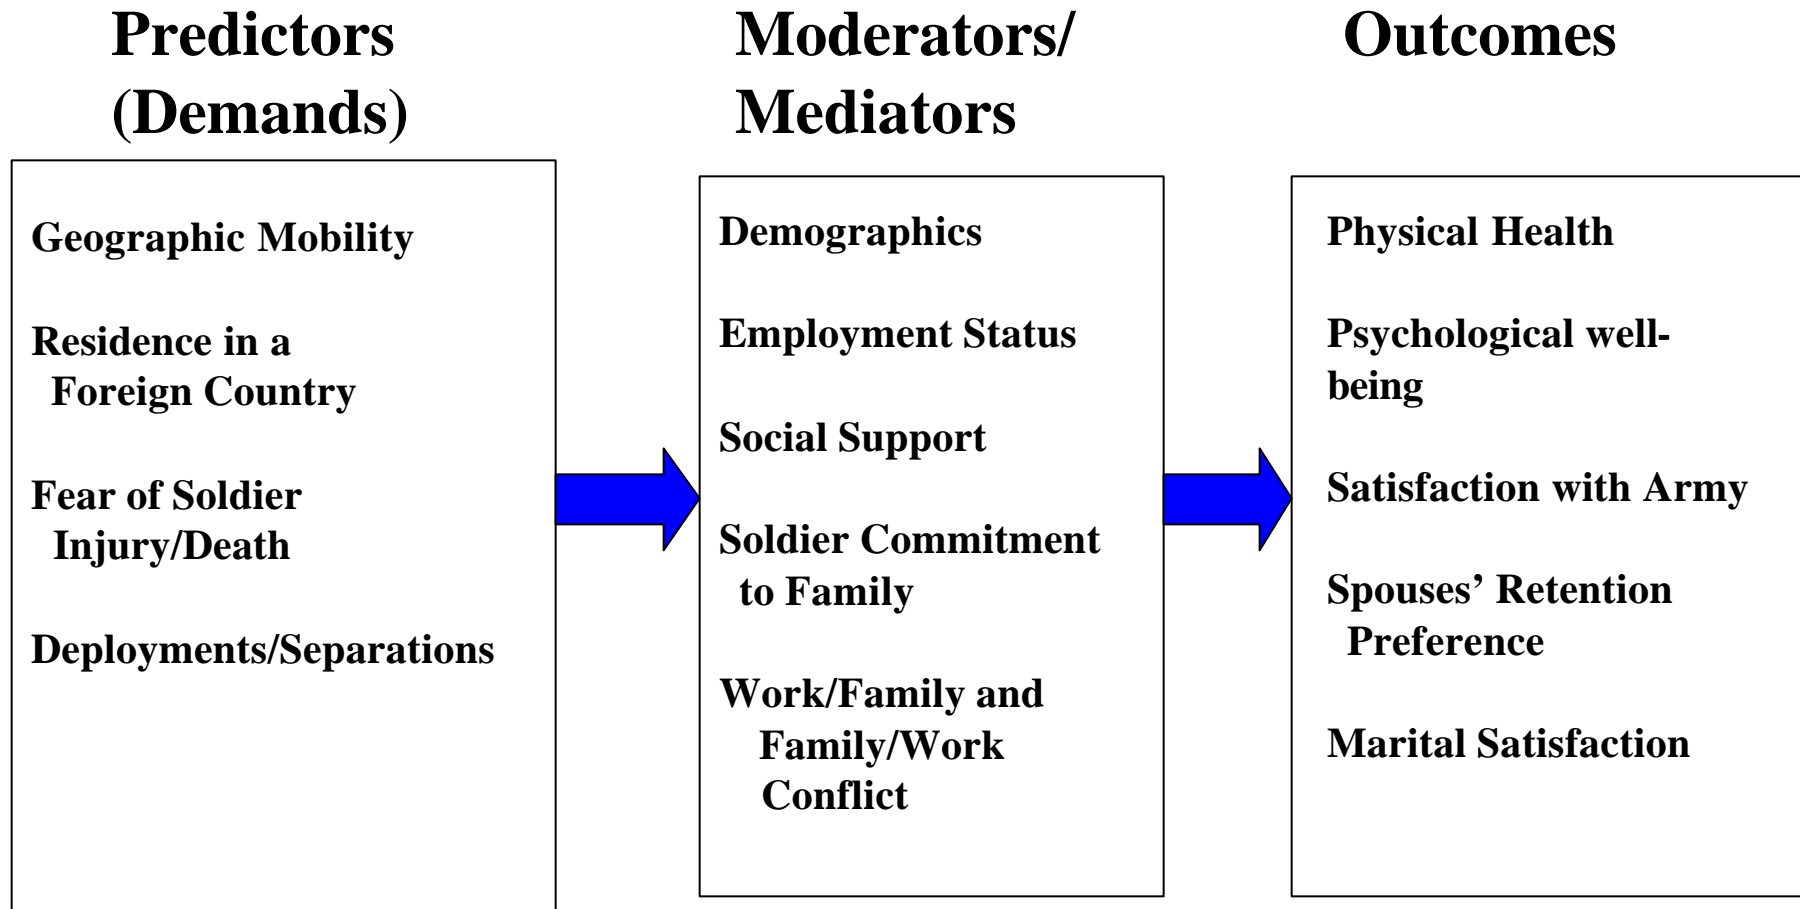 Predictors
(Demands)
Geographic Mobility
Residence in a
Foreign Country
Fear of Soldier
Injury/Death
Deployments/Separations
Moderators/
Mediators
Demographics
Employment Status
Social Support
Soldier Commitment
to Family
Work/Family and
Family/Work
Conflict
Outcomes
Physical Health
Psychological well-
being
Satisfaction with Army
Spouses’ Retention
Preference
Marital Satisfaction